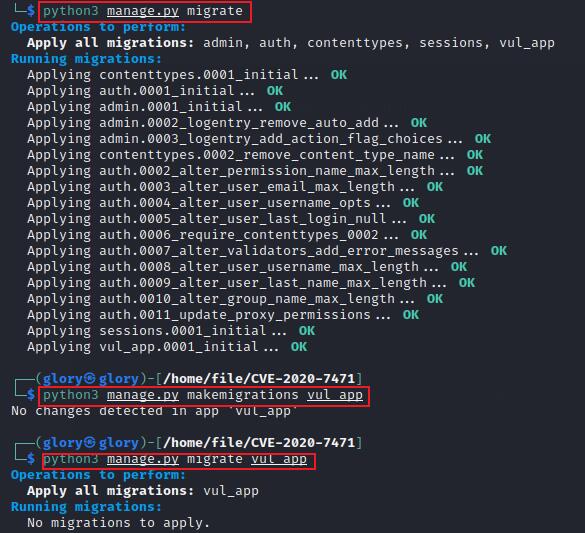 └─$ python3 manage.py migrate
Operations to perform:
Apply all migrations: admin, auth, contenttypes, sessions, vul_app
Running migrations:
Applying contenttypes.0001_initial... OK
Applying auth.0001_initial... OK
Applying admin.0001_initial... OK
Applying admin.0002_logentry_remove_auto_add... OK
Applying admin.0003_logentry_add_action_flag_choices... OK
Applying contenttypes.0002_remove_content_type_name... OK
Applying auth.0002_alter_permission_name_max_length... OK
Applying auth.0003_alter_user_email_max_length... OK
Applying auth.0004_alter_user_username_opts... OK
Applying auth.0005_alter_user_last_login_null... OK
Applying auth.0006_require_contenttypes_0002... OK
Applying auth.0007_alter_validators_add_error_messages... OK
Applying auth.0008_alter_user_username_max_length... OK
Applying auth.0009_alter_user_last_name_max_length... OK
Applying auth.0010_alter_group_name_max_length... OK
Applying auth.0011_update_proxy_permissions... OK
Applying sessions.0001_initial... OK
Applying vul_app.0001_initial... OK
┌──(glory㉿glory)-[/home/file/CVE-2020-7471]
└─$ python3 manage.py makemigrations vul_app
No changes detected in app 'vul_app'
┌──(glory㉿glory)-[/home/file/CVE-2020-7471]
└─$ python3 manage.py migrate vul_app
Operations to perform:
Apply all migrations: vul_app
Running migrations:
No migrations to apply.